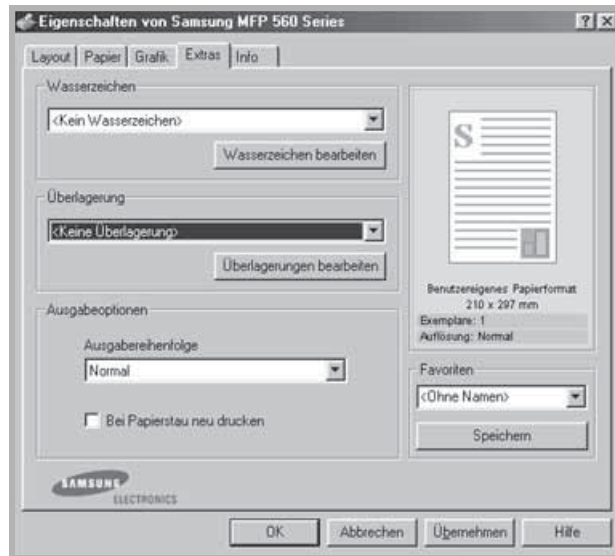 Eigenschaften von Samsung MFP 560 Series
Layout Papier Grafik Extras Info
Wasserzeichen
<Kein Wasserzeichen>
Wasserzeichen bearbeiten
Überlagerung
<Keine Überlagerung>
Überlagerungen bearbeiten
Ausgabeoptionen
Ausgabereihenfolge
Normal
Bei Papierstau neu drucken
S
Benutzereigenes Papierformat
210 x 297 mm
Exemplare: 1
Auflösung: Normal
Favoriten
<Ohne Namen>
Speichern
SAMSUNG
ELECTRONICS
OK Abbrechen Übernehmen Hilfe